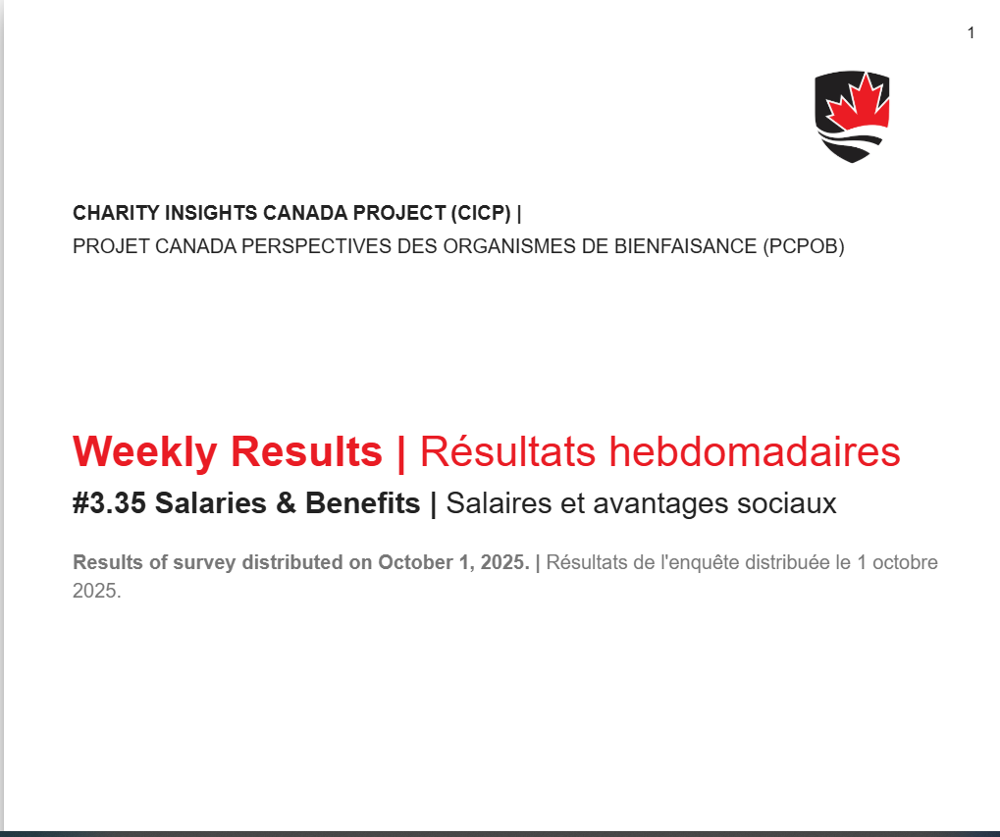 1
CHARITY INSIGHTS CANADA PROJECT (CICP) |
PROJET CANADA PERSPECTIVES DES ORGANISMES DE BIENFAISANCE (PCPOB)
Weekly Results | Résultats hebdomadaires
#3.35 Salaries & Benefits | Salaires et avantages sociaux
Results of survey distributed on October 1, 2025. | Résultats de l'enquête distribuée le 1 octobre
2025.